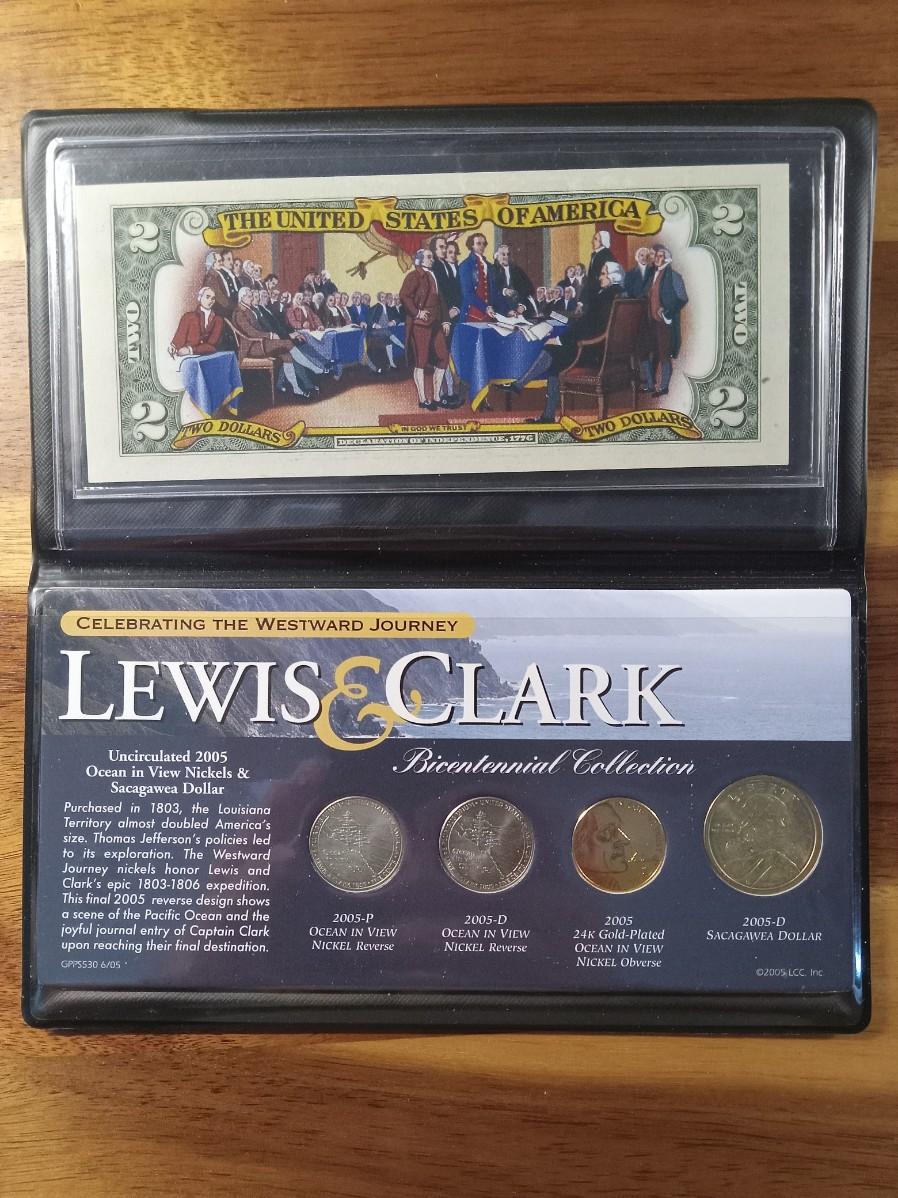 THE UNITED STATES OF AMERICA
2
2
TWO
TWO
2
2
TWO DOLLARS
IN GOD WE TRUST
TWO DOLLARS
DECLARATION OF INDEPENDENCE, 1776
CELEBRATING THE WESTWARD JOURNEY
LEWIS & CLARK
Bicentennial Collection
Uncirculated 2005
Ocean in View Nickels &
Sacagawea Dollar
Purchased in 1803, the Louisiana
Territory almost doubled America's
size. Thomas Jefferson's policies led
to its exploration. The Westward
Journey nickels honor Lewis and
Clark's epic 1803-1806 expedition.
This final 2005 reverse design shows
a scene of the Pacific Ocean and the
joyful journal entry of Captain Clark
upon reaching their final destination.
GPPS530 6/05
LIBERTY
2005-P
OCEAN IN VIEW
NICKEL Reverse
2005-D
OCEAN IN VIEW
NICKEL Reverse
2005
24K Gold-Plated
OCEAN IN VIEW
NICKEL Obverse
2005-D
SACAGAWEA DOLLAR
©2005 LCC, Inc.